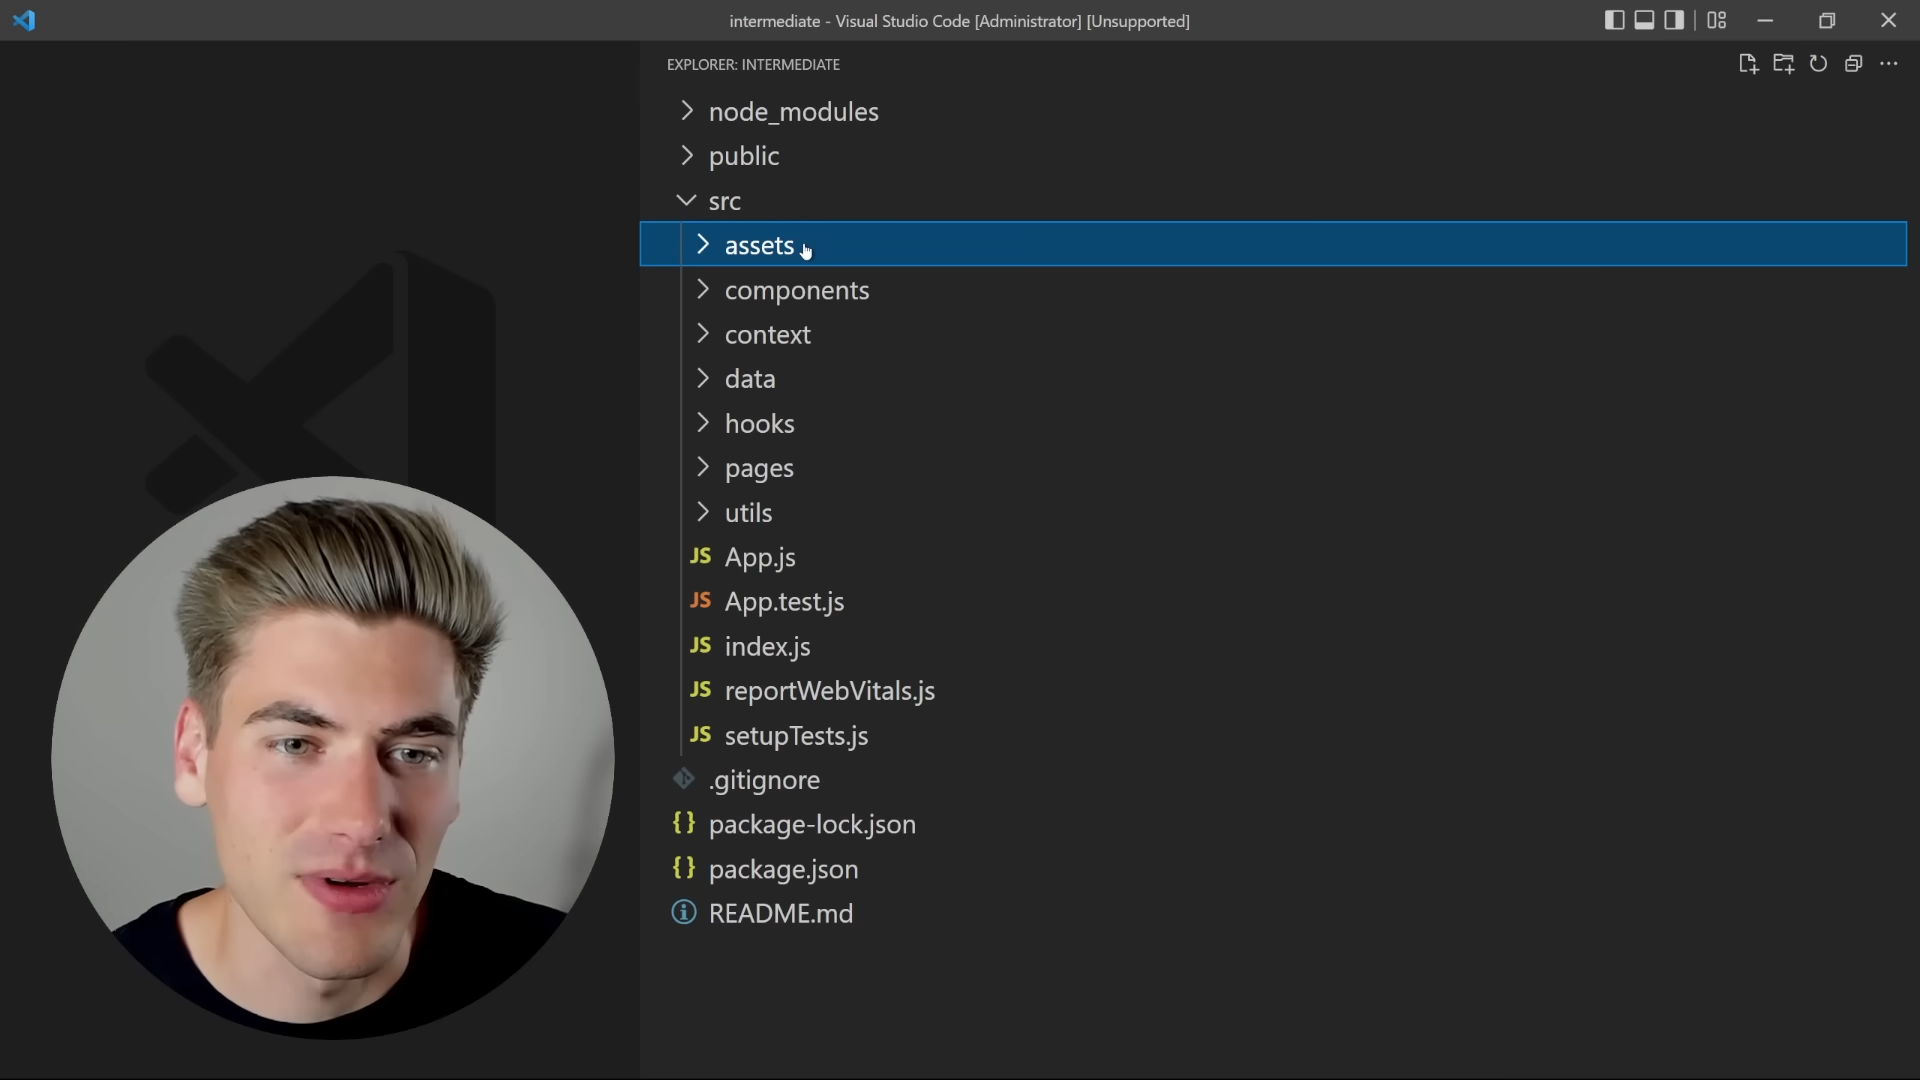 intermediate - Visual Studio Code [Administrator] [Unsupported]
EXPLORER: INTERMEDIATE
node_modules
public
src
assets
components
context
data
hooks
pages
utils
JS App.js
JS App.test.js
JS index.js
JS reportWebVitals.js
JS setupTests.js
.gitignore
{} package-lock.json
{} package.json
README.md